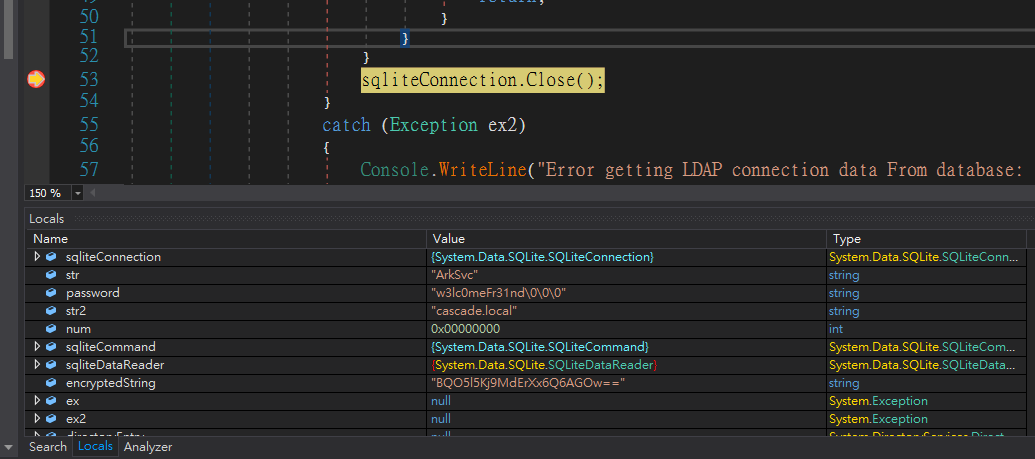 50 }
51 }
52 }
53 sqliteConnection.Close();
54 }
55 catch (Exception ex2)
56 {
57 Console.WriteLine("Error getting LDAP connection data From database:
150 %
Locals
Name Value Type
sqliteConnection {System.Data.SQLite.SQLiteConnection} System.Data.SQLite.SQLiteConn...
str "ArkSvc" string
password "w3lc0meFr31nd\0\0\0" string
str2 "cascade.local" string
num 0x00000000 int
sqliteCommand {System.Data.SQLite.SQLiteCommand} System.Data.SQLite.SQLiteCom...
sqliteDataReader {System.Data.SQLite.SQLiteDataReader} System.Data.SQLite.SQLiteData...
encryptedString "BQO5l5Kj9MdErXx6Q6AGOw==" string
ex null System.Exception
ex2 null System.Exception
directoryEntry null System.DirectoryServices.Direct...
Search Locals Analyzer